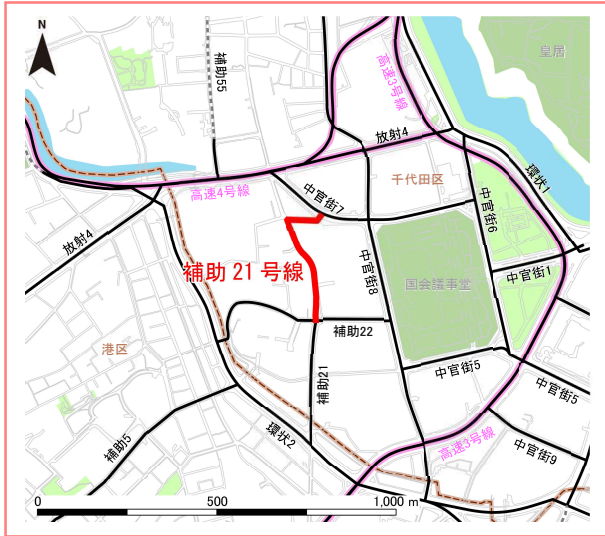 N
皇居
補助55
高速3号線
放射4
環状1
千代田区
高速4号線
中官街7
中官街6
放射4
補助21号線
中官街8
国会議事堂
中官街1
港区
補助22
中官街5
補助21
中官街5
補助5
環状2
高速3号線
中官街9
0
500
1,000 m